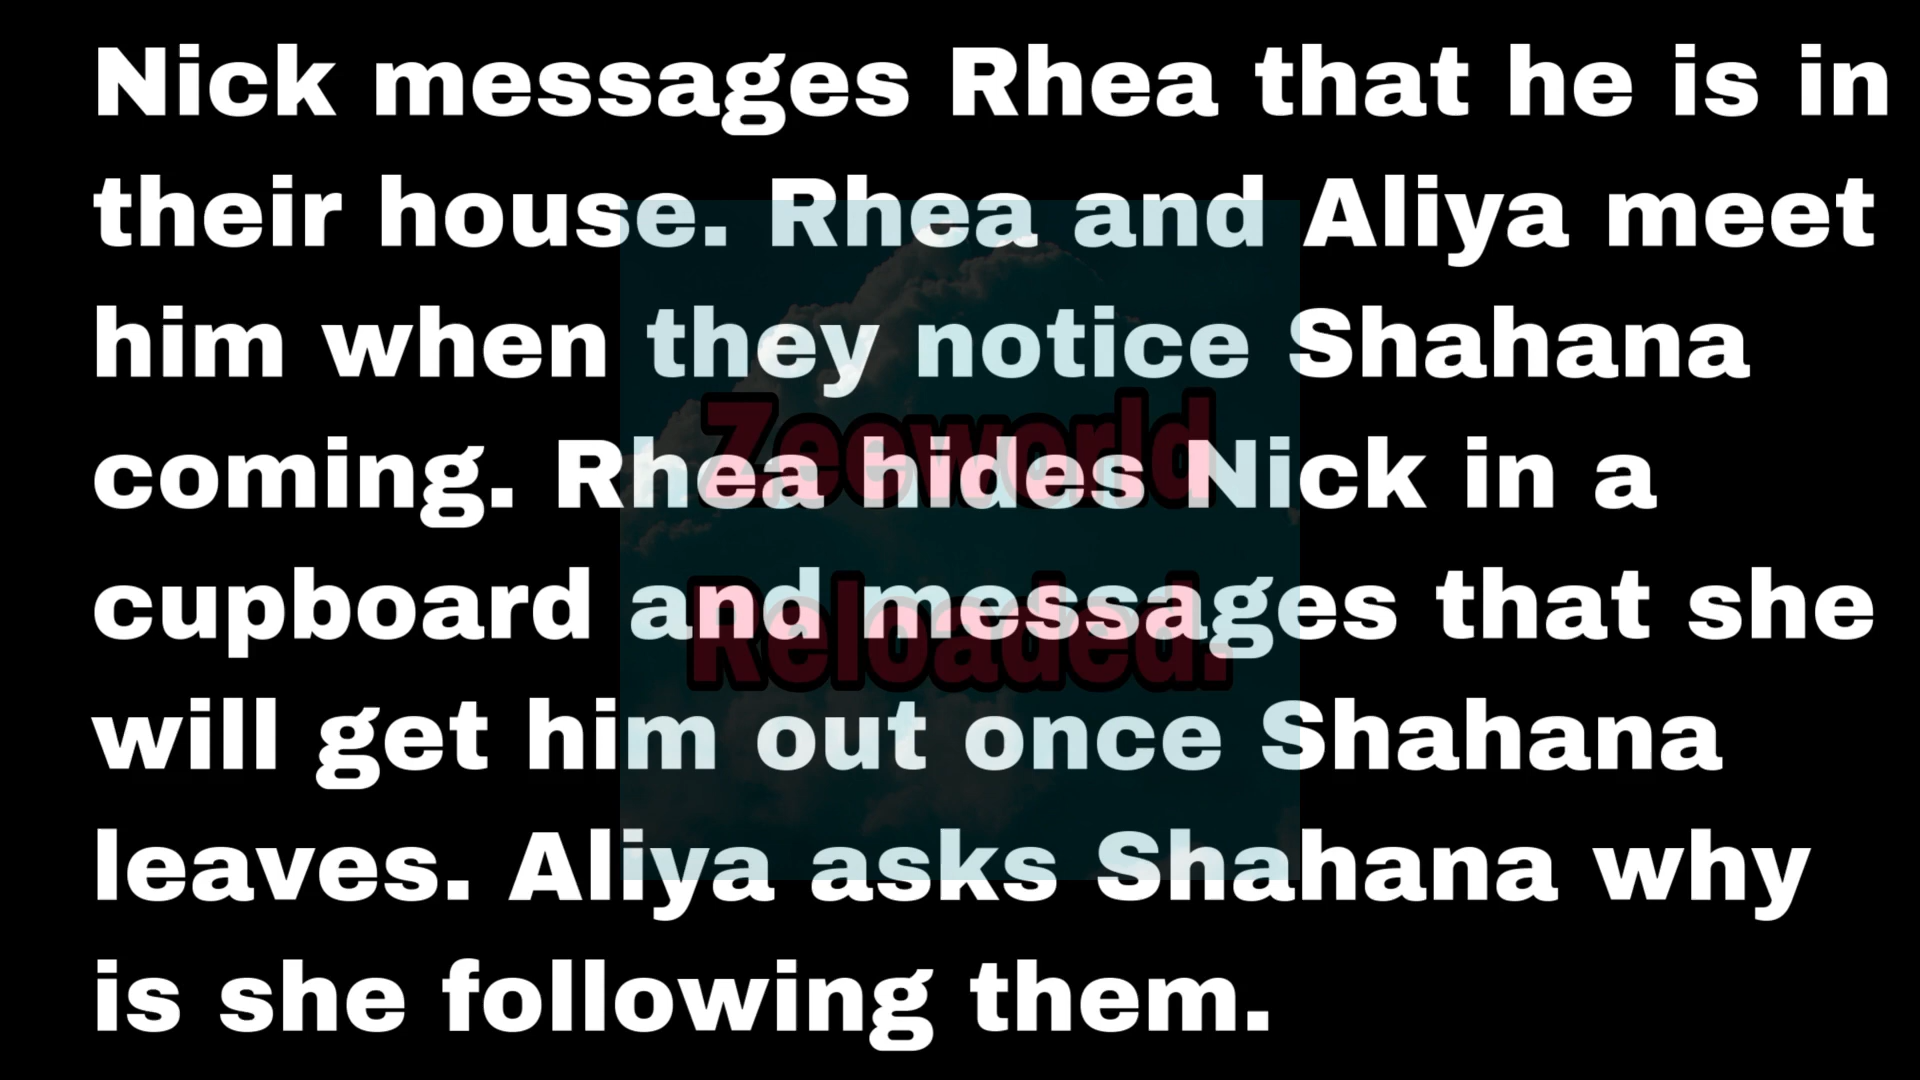 Nick messages Rhea that he is in
their house. Rhea and Aliya meet
him when they notice Shahana
coming. Rhea hides Nick in a
cupboard and messages that she
will get him out once Shahana
leaves. Aliya asks Shahana why
is she following them.
Zeeworld
Reloaded.